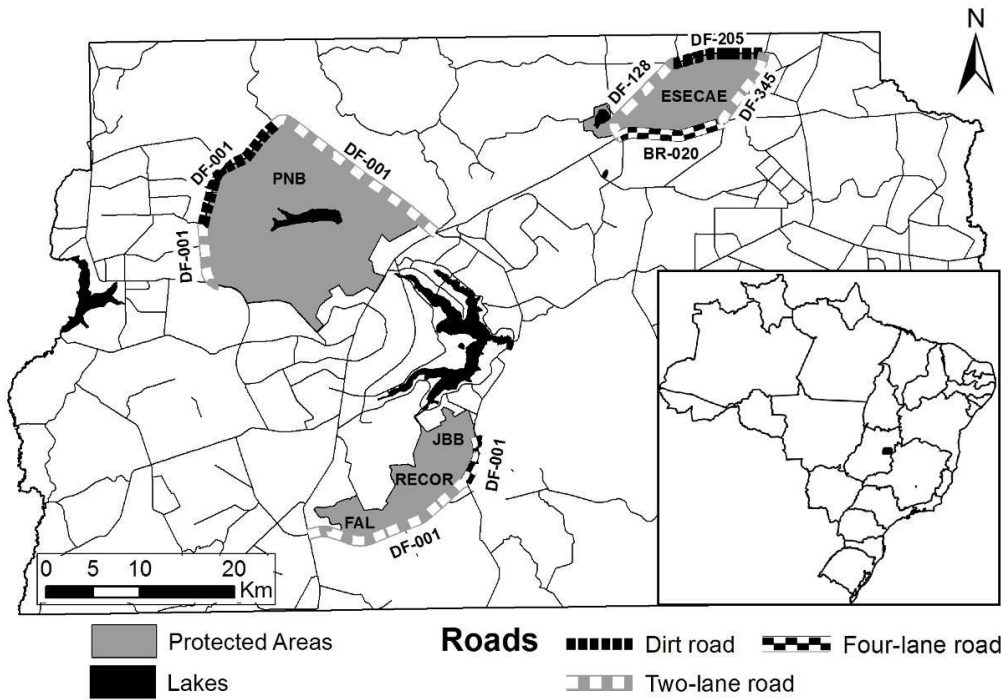 N
DF-205
DF-128
ESECAE
DF-345
BR-020
DF-001
DF-001
PNB
DF-001
JBB
RECOR
DF-001
FAL
DF-001
0 5 10 20
Km
Protected Areas
Lakes
Roads
Dirt road
Four-lane road
Two-lane road